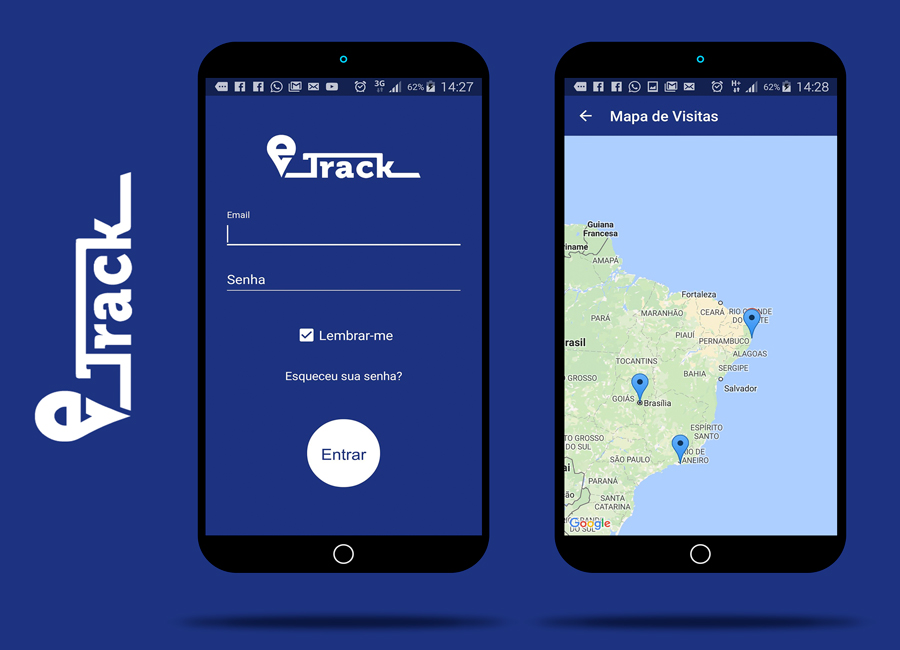 eTrack
3G 62% 14:27
eTrack
Email
Senha
Lembrar-me
Esqueceu sua senha?
Entrar
H+ 62% 14:28
Mapa de Visitas
Guiana
Francesa
riname
AMAPÁ
Fortaleza
PARÁ
MARANHÃO
CEARÁ
RIO GRANDE
DO NORTE
PIAUÍ
PERNAMBUCO
rasil
ALAGOAS
TOCANTINS
SERGIPE
BAHIA
GROSSO
Salvador
GOIÁS
Brasília
ESPÍRITO
SANTO
TO GROSSO
DO SUL
RIO DE
JANEIRO
SÃO PAULO
PARANÁ
SANTA
CATARINA
Google
DO SUL